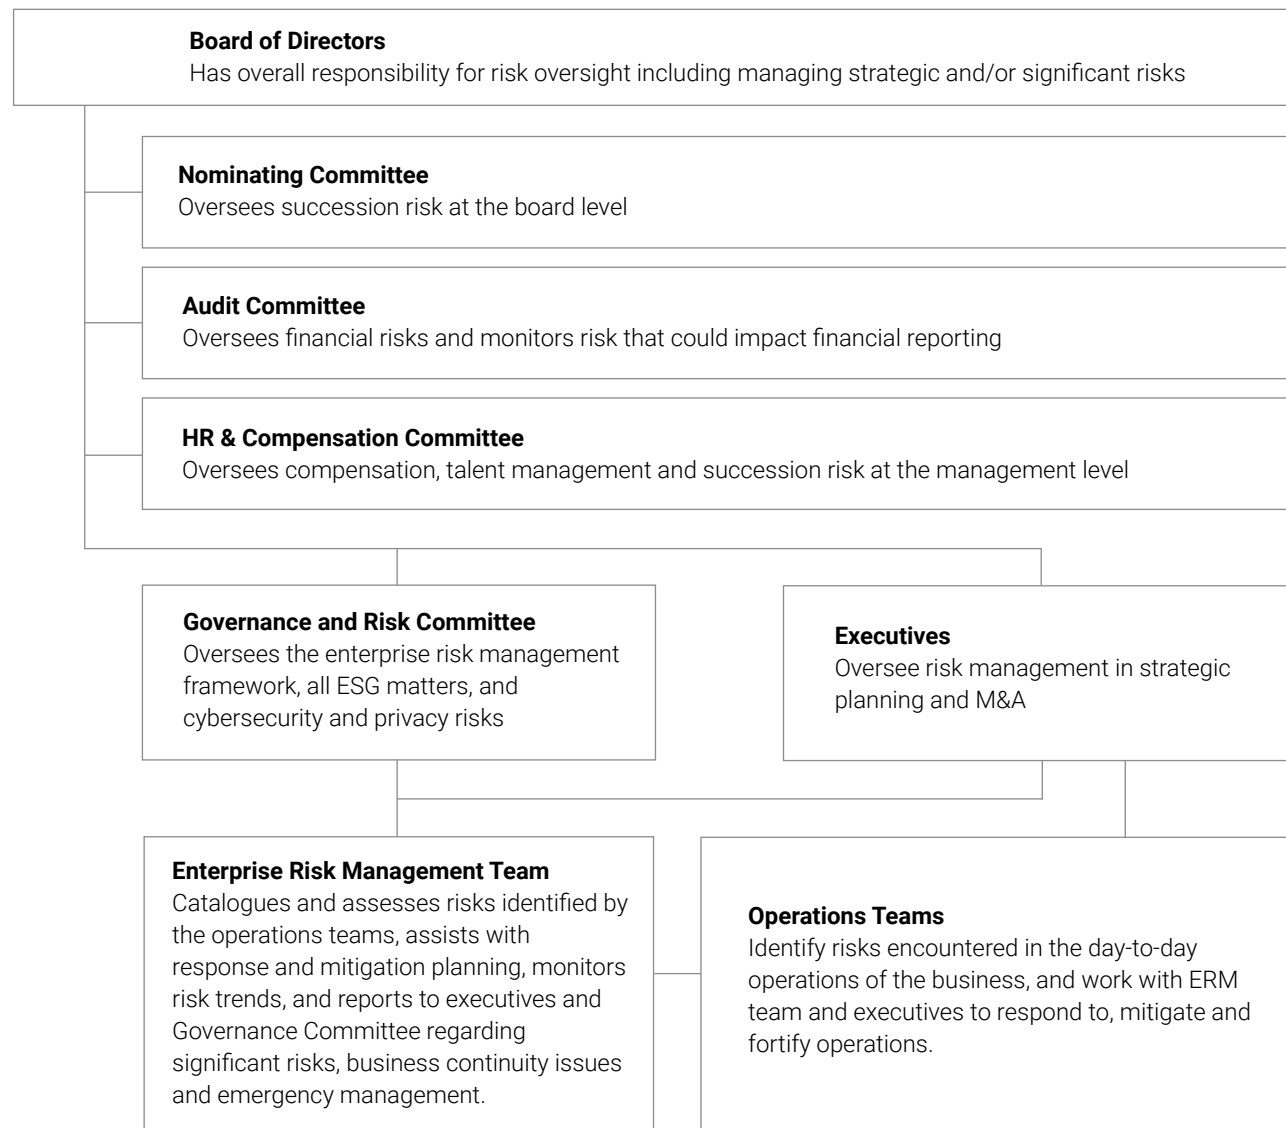 Board of Directors
Has overall responsibility for risk oversight including managing strategic and/or significant risks
Nominating Committee
Oversees succession risk at the board level
Audit Committee
Oversees financial risks and monitors risk that could impact financial reporting
HR & Compensation Committee
Oversees compensation, talent management and succession risk at the management level
Governance and Risk Committee
Oversees the enterprise risk management
framework, all ESG matters, and
cybersecurity and privacy risks
Executives
Oversee risk management in strategic
planning and M&A
Enterprise Risk Management Team
Catalogues and assesses risks identified by
the operations teams, assists with
response and mitigation planning, monitors
risk trends, and reports to executives and
Governance Committee regarding
significant risks, business continuity issues
and emergency management.
Operations Teams
Identify risks encountered in the day-to-day
operations of the business, and work with ERM
team and executives to respond to, mitigate and
fortify operations.